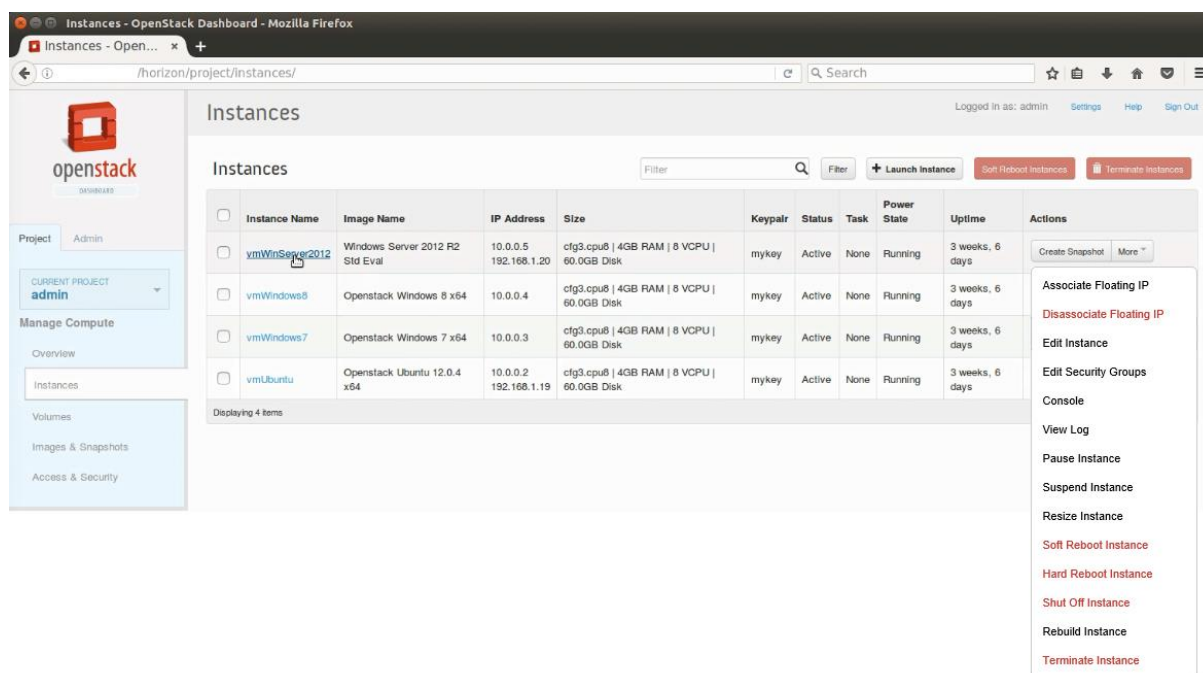 Instances - OpenStack Dashboard - Mozilla Firefox
Instances - Open... × +
/horizon/project/instances/
Search
openstack
DASHBOARD
Project Admin
CURRENT PROJECT
admin
Manage Compute
Overview
Instances
Volumes
Images & Snapshots
Access & Security
Instances
Logged in as: admin Settings Help Sign Out
Instances
Filter Filter + Launch Instance Soft Reboot Instances Terminate Instances
Instance Name Image Name IP Address Size Keypair Status Task Power State Uptime Actions
vmWinServer2012 Windows Server 2012 R2 Std Eval 10.0.0.5 192.168.1.20 cfg3.cpu8 | 4GB RAM | 8 VCPU | 60.0GB Disk mykey Active None Running 3 weeks, 6 days Create Snapshot More
vmWindows8 Openstack Windows 8 x64 10.0.0.4 cfg3.cpu8 | 4GB RAM | 8 VCPU | 60.0GB Disk mykey Active None Running 3 weeks, 6 days
vmWindows7 Openstack Windows 7 x64 10.0.0.3 cfg3.cpu8 | 4GB RAM | 8 VCPU | 60.0GB Disk mykey Active None Running 3 weeks, 6 days
vmUbuntu Openstack Ubuntu 12.0.4 x64 10.0.0.2 192.168.1.19 cfg3.cpu8 | 4GB RAM | 8 VCPU | 60.0GB Disk mykey Active None Running 3 weeks, 6 days
Displaying 4 items
Associate Floating IP
Disassociate Floating IP
Edit Instance
Edit Security Groups
Console
View Log
Pause Instance
Suspend Instance
Resize Instance
Soft Reboot Instance
Hard Reboot Instance
Shut Off Instance
Rebuild Instance
Terminate Instance